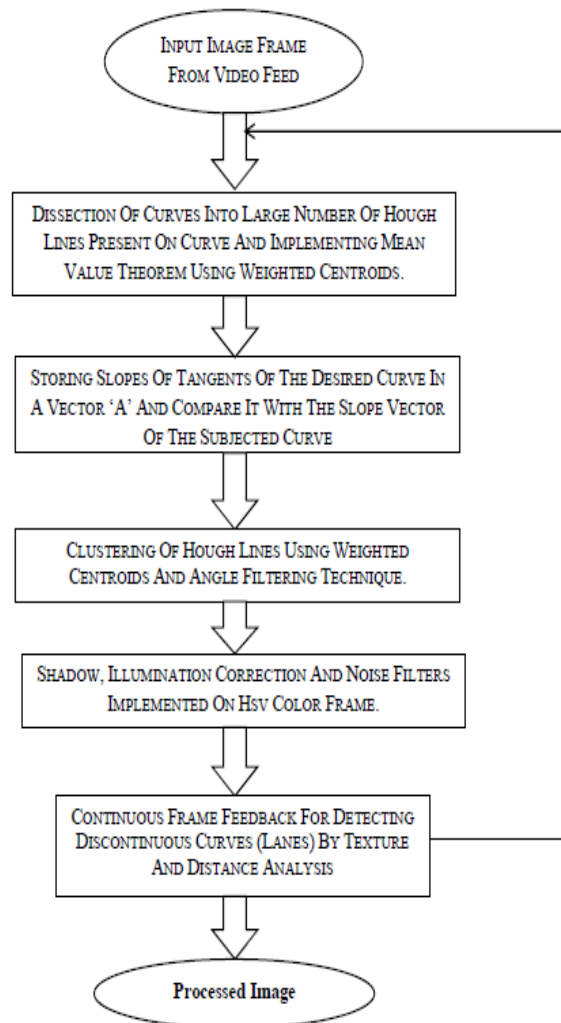 INPUT IMAGE FRAME
FROM VIDEO FEED
DISSECTION OF CURVES INTO LARGE NUMBER OF HOUGH
LINES PRESENT ON CURVE AND IMPLEMENTING MEAN
VALUE THEOREM USING WEIGHTED CENTROIDS.
STORING SLOPES OF TANGENTS OF THE DESIRED CURVE IN
A VECTOR ‘A’ AND COMPARE IT WITH THE SLOPE VECTOR
OF THE SUBJECTED CURVE
CLUSTERING OF HOUGH LINES USING WEIGHTED
CENTROIDS AND ANGLE FILTERING TECHNIQUE.
SHADOW, ILLUMINATION CORRECTION AND NOISE FILTERS
IMPLEMENTED ON HSV COLOR FRAME.
CONTINUOUS FRAME FEEDBACK FOR DETECTING
DISCONTINUOUS CURVES (LANES) BY TEXTURE
AND DISTANCE ANALYSIS
Processed Image